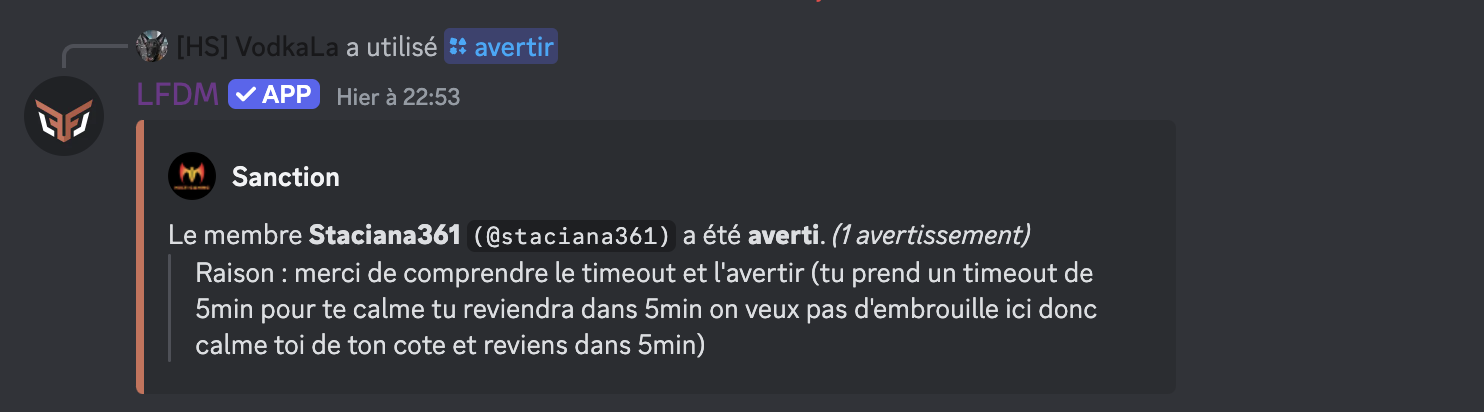 [HS] VodkaLa a utilisé avertir
LFDM APP Hier à 22:53
Sanction
Le membre Staciana361 (@staciana361) a été averti. (1 avertissement)
Raison : merci de comprendre le timeout et l'avertir (tu prend un timeout de
5min pour te calme tu reviendra dans 5min on veux pas d'embrouille ici donc
calme toi de ton cote et reviens dans 5min)